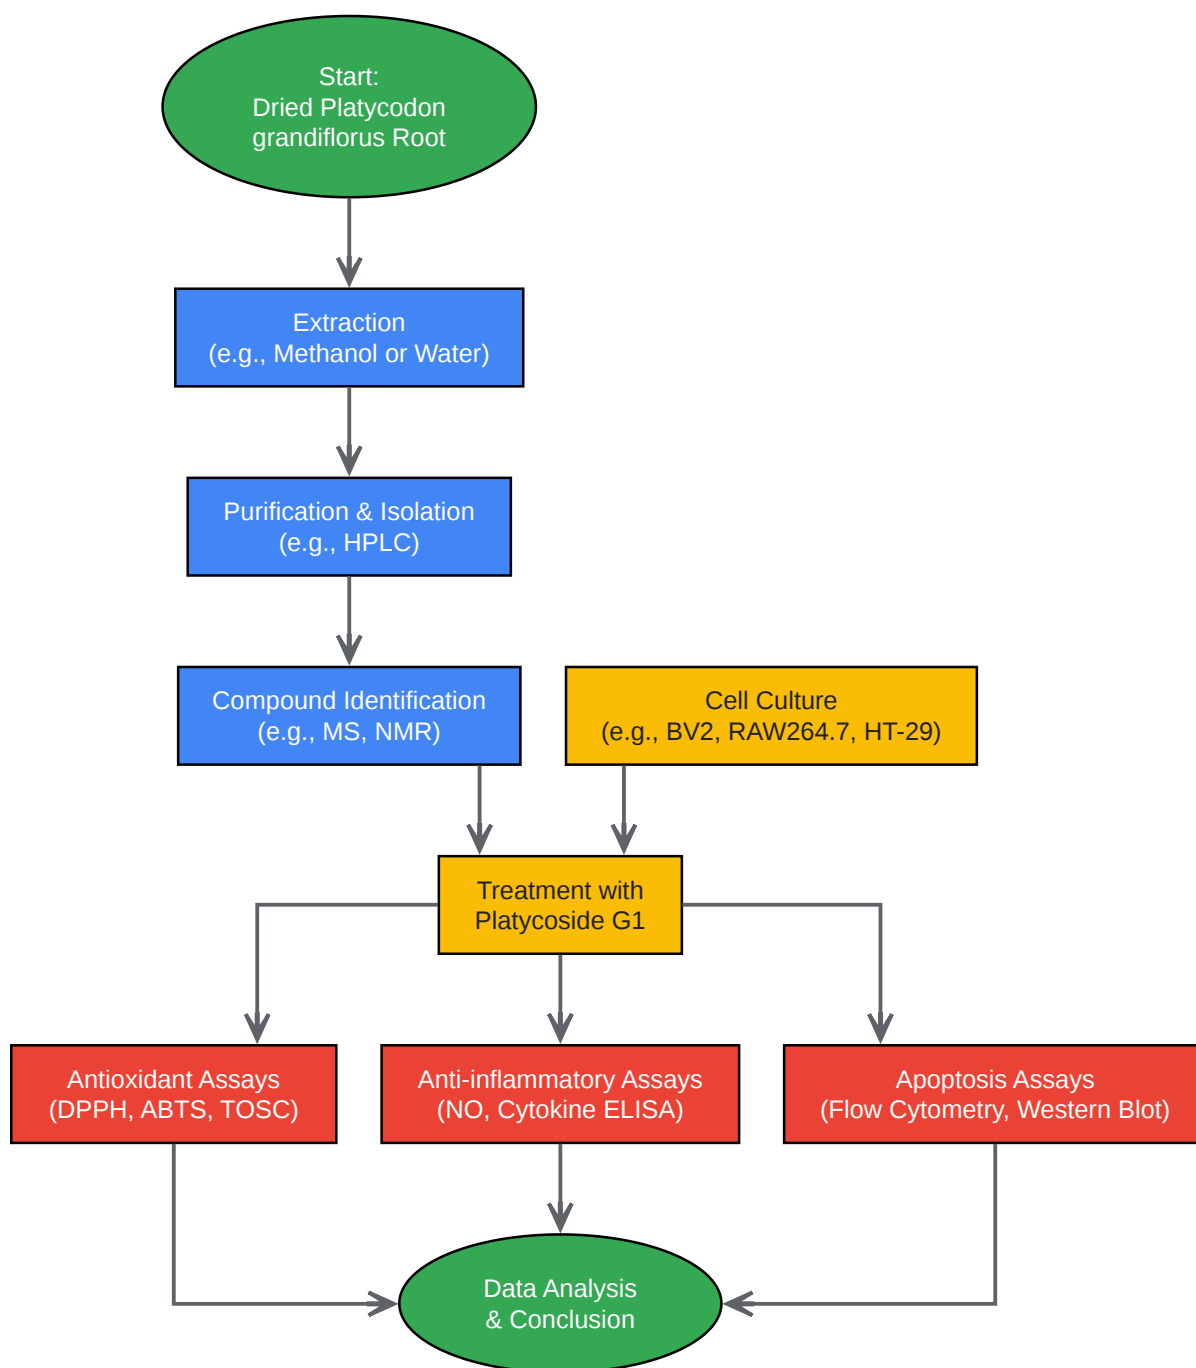 Start:
Dried Platycodon
grandiflorus Root
Extraction
(e.g., Methanol or Water)
Purification & Isolation
(e.g., HPLC)
Compound Identification
(e.g., MS, NMR)
Cell Culture
(e.g., BV2, RAW264.7, HT-29)
Treatment with
Platycoside G1
Antioxidant Assays
(DPPH, ABTS, TOSC)
Anti-inflammatory Assays
(NO, Cytokine ELISA)
Apoptosis Assays
(Flow Cytometry, Western Blot)
Data Analysis
& Conclusion